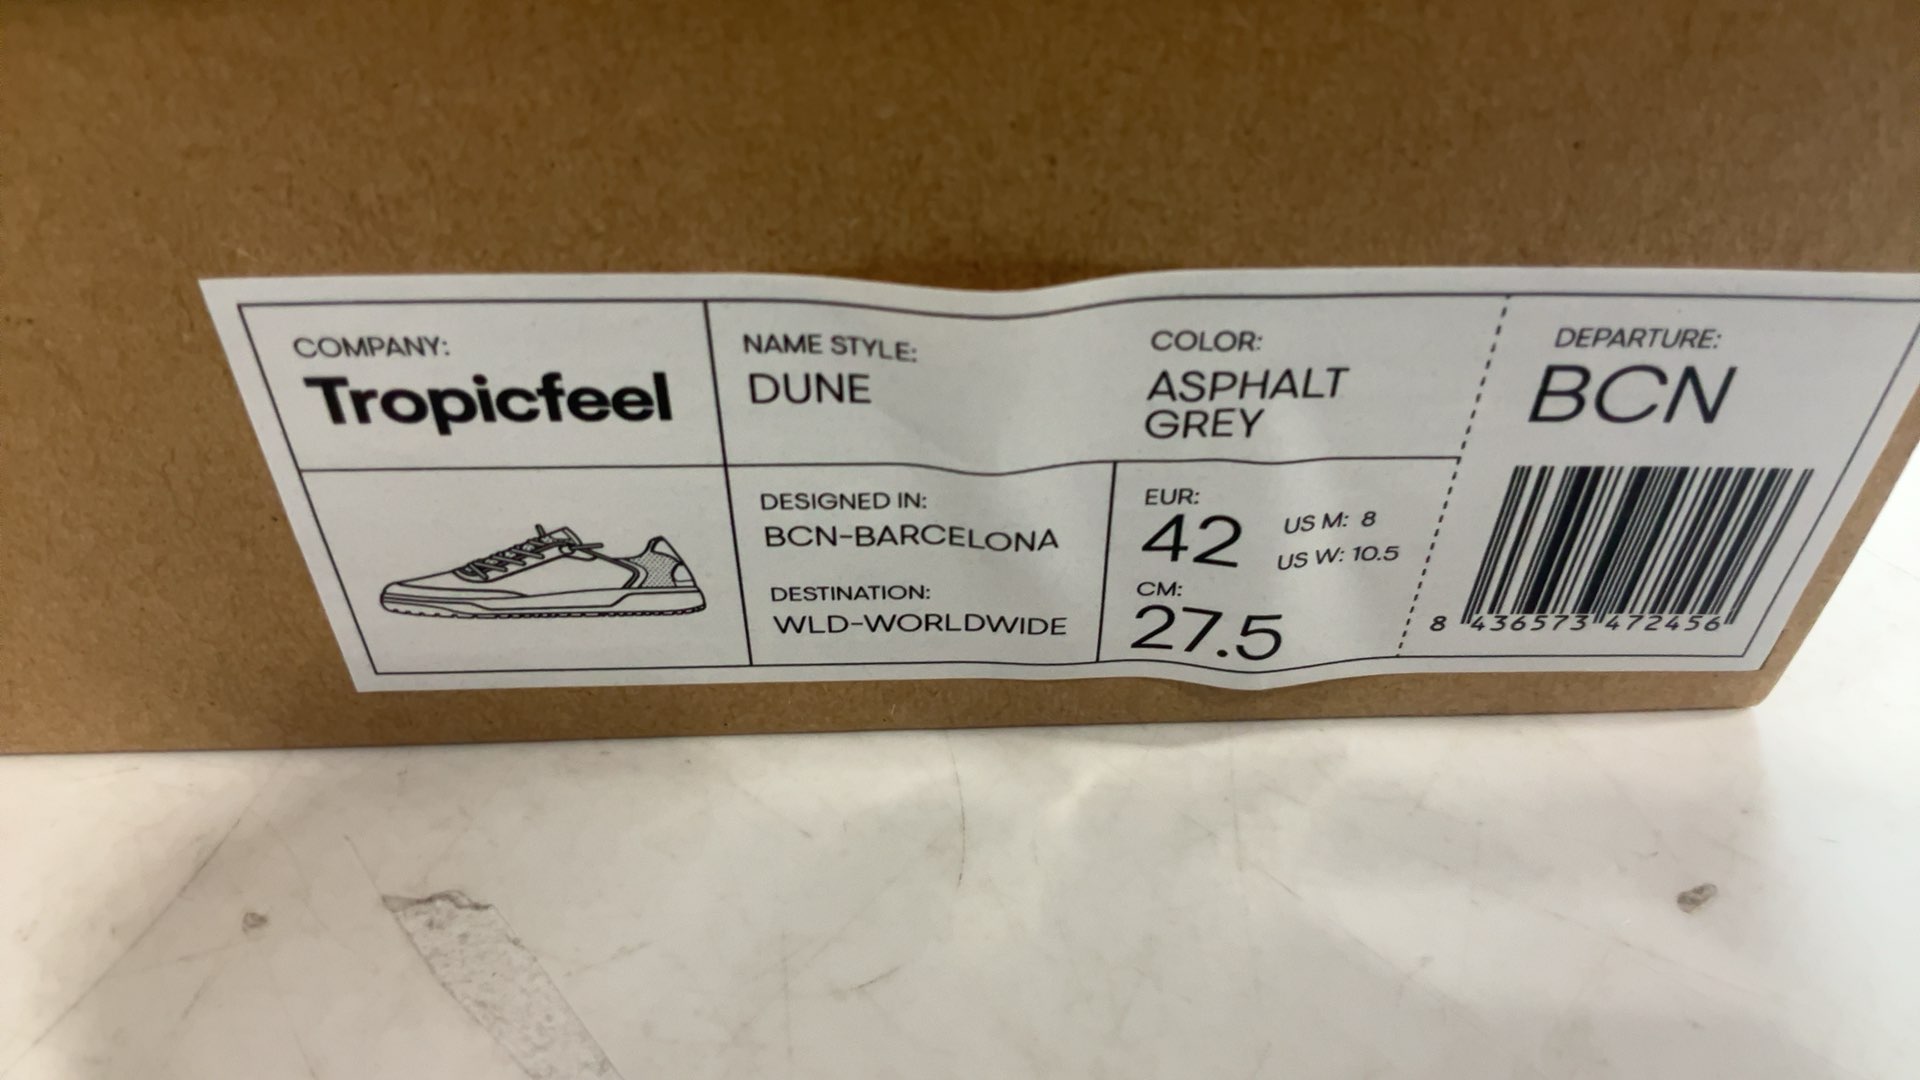 COMPANY:
Tropicfeel
NAME STYLE:
DUNE
COLOR:
ASPHALT
GREY
DEPARTURE:
BCN
DESIGNED IN:
BCN-BARCELONA
DESTINATION:
WLD-WORLDWIDE
EUR:
42
US M: 8
US W: 10.5
CM:
27.5
8 436573 472456